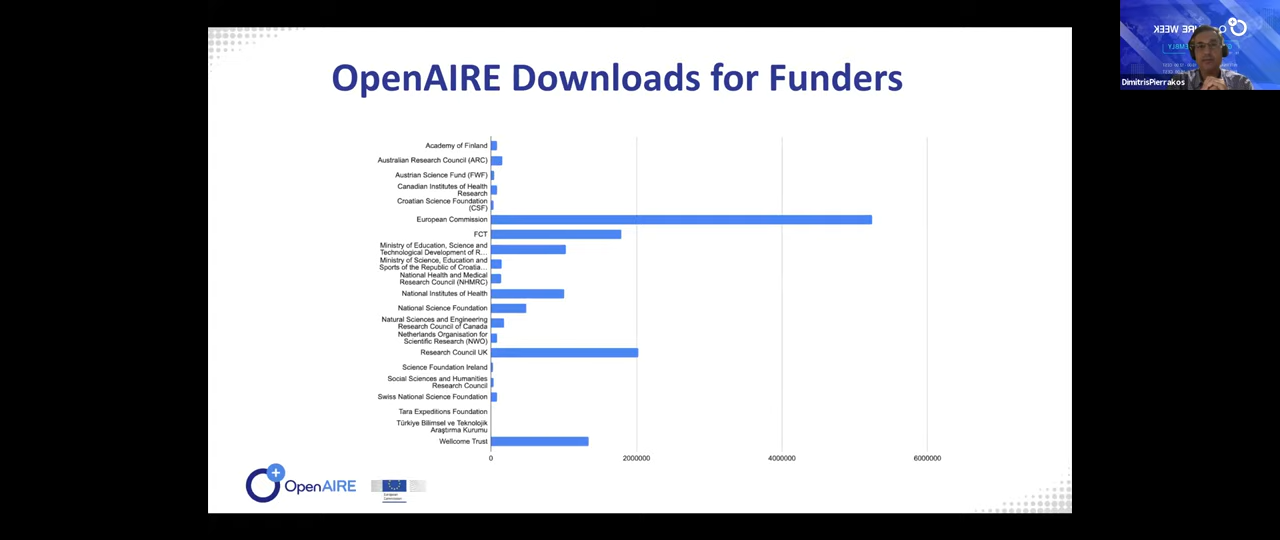 OpenAIRE Downloads for Funders
Academy of Finland
Australian Research Council (ARC)
Austrian Science Fund (FWF)
Canadian Institutes of Health
Research
Croatian Science Foundation
(CSF)
European Commission
FCT
Ministry of Education, Science and
Technological Development of R...
Ministry of Science, Education and
Sports of the Republic of Croatia...
National Health and Medical
Research Council (NHMRC)
National Institutes of Health
National Science Foundation
Natural Sciences and Engineering
Research Council of Canada
Netherlands Organisation for
Scientific Research (NWO)
Research Council UK
Science Foundation Ireland
Social Sciences and Humanities
Research Council
Swiss National Science Foundation
Tara Expeditions Foundation
Türkiye Bilimsel ve Teknolojik
Araştırma Kurumu
Wellcome Trust
0 2000000 4000000 6000000
OpenAIRE
European
Commission
WEEK
DimitrisPierrakos